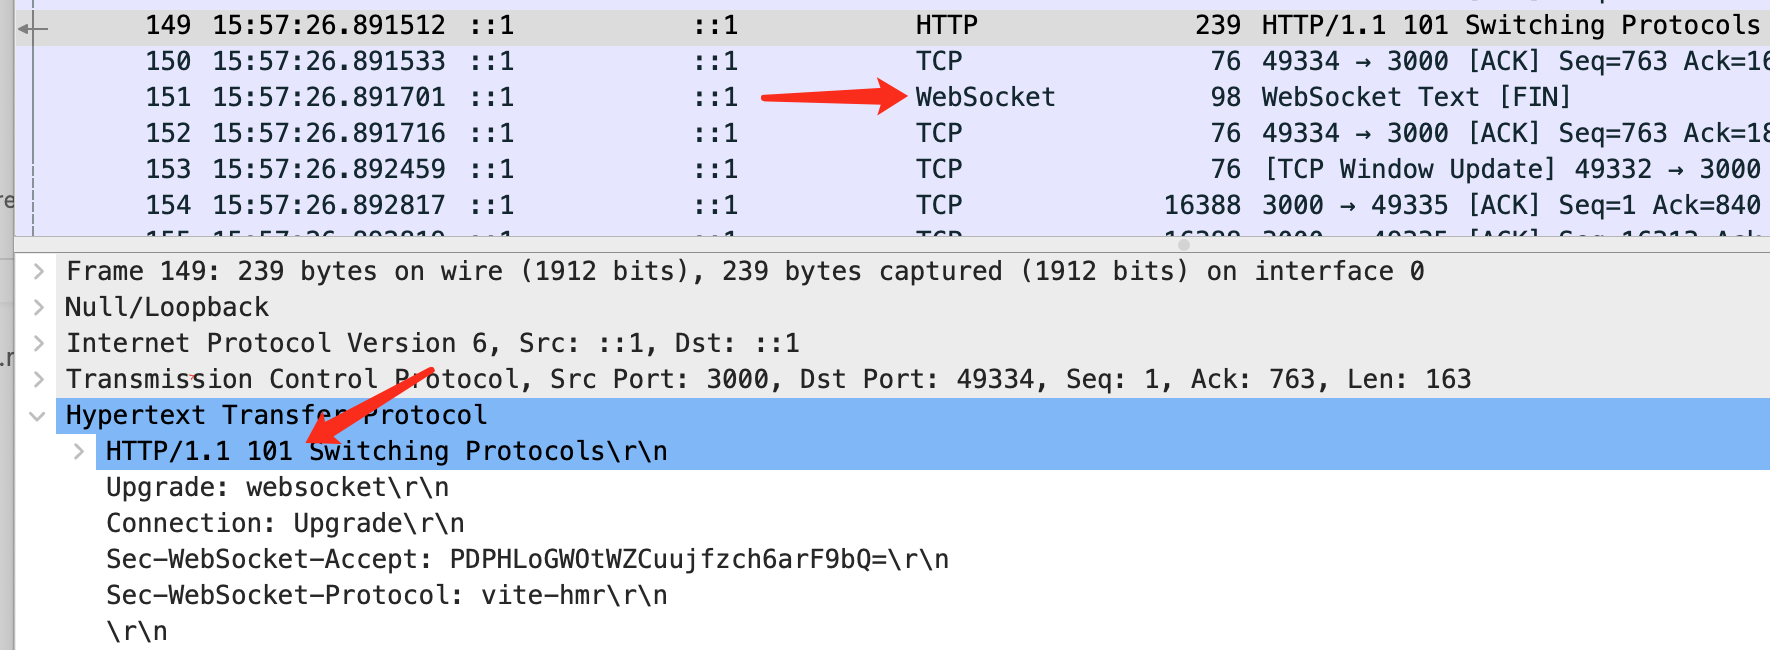 149 15:57:26.891512 ::1 ::1 HTTP 239 HTTP/1.1 101 Switching Protocols
150 15:57:26.891533 ::1 ::1 TCP 76 49334 → 3000 [ACK] Seq=763 Ack=16
151 15:57:26.891701 ::1 ::1 WebSocket 98 WebSocket Text [FIN]
152 15:57:26.891716 ::1 ::1 TCP 76 49334 → 3000 [ACK] Seq=763 Ack=18
153 15:57:26.892459 ::1 ::1 TCP 76 [TCP Window Update] 49332 → 3000
154 15:57:26.892817 ::1 ::1 TCP 16388 3000 → 49335 [ACK] Seq=1 Ack=840
Frame 149: 239 bytes on wire (1912 bits), 239 bytes captured (1912 bits) on interface 0
Null/Loopback
Internet Protocol Version 6, Src: ::1, Dst: ::1
Transmission Control Protocol, Src Port: 3000, Dst Port: 49334, Seq: 1, Ack: 763, Len: 163
Hypertext Transfer Protocol
HTTP/1.1 101 Switching Protocols\r\n
Upgrade: websocket\r\n
Connection: Upgrade\r\n
Sec-WebSocket-Accept: PDPHLoGWOtWZCuujfzch6arF9bQ=\r\n
Sec-WebSocket-Protocol: vite-hmr\r\n
\r\n